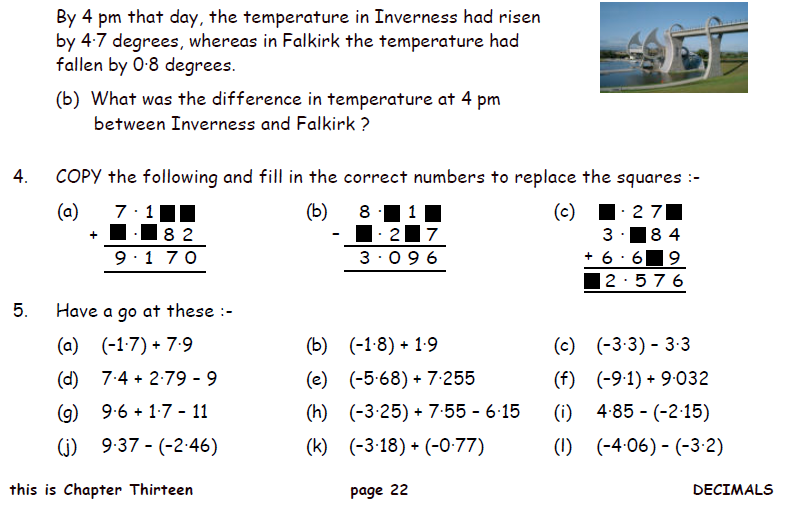 By 4 pm that day, the temperature in Inverness had risen
by 4·7 degrees, whereas in Falkirk the temperature had
fallen by 0·8 degrees.
(b) What was the difference in temperature at 4 pm
between Inverness and Falkirk ?
4. COPY the following and fill in the correct numbers to replace the squares :-
(a) 7 · 1 ■ ■ (b) 8 · ■ 1 ■ (c) ■ · 2 7 ■
+ ■ · ■ 8 2 - ■ · 2 ■ 7 3 · ■ 8 4
9 · 1 7 0 3 · 0 9 6 + 6 · 6 ■ 9
■ 2 · 5 7 6
5. Have a go at these :-
(a) (–1·7) + 7·9 (b) (–1·8) + 1·9 (c) (–3·3) – 3·3
(d) 7·4 + 2·79 – 9 (e) (–5·68) + 7·255 (f) (–9·1) + 9·032
(g) 9·6 + 1·7 – 11 (h) (–3·25) + 7·55 – 6·15 (i) 4·85 – (–2·15)
(j) 9·37 – (–2·46) (k) (–3·18) + (–0·77) (l) (–4·06) – (–3·2)
this is Chapter Thirteen page 22 DECIMALS